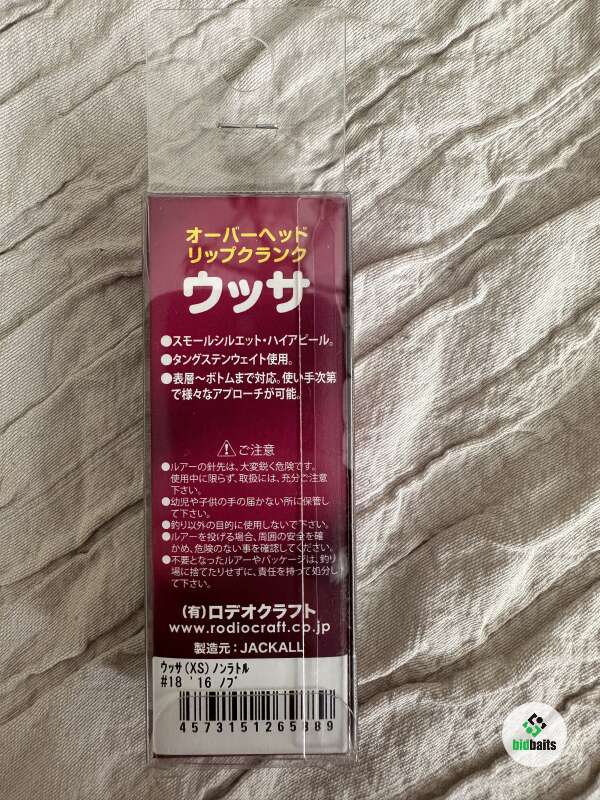 オーバーヘッド
リップクランク
ウッサ
●スモールシルエット・ハイアピール。
●タングステンウェイト使用。
●表層～ボトムまで対応。使い手次第
で様々なアプローチが可能。
ご注意
●ルアーの針先は、大変鋭く危険です。
使用中に限らず、取扱には、充分ご注意
下さい。
●幼児や子供の手の届かない所に保管し
て下さい。
●釣り以外の目的に使用しないで下さい。
●ルアーを投げる場合、周囲の安全を確
かめ、危険のない事を確認してください。
●不要となったルアーやパッケージは、釣り
場に捨てたりせずに、責任を持って処分し
て下さい。
(有)ロデオクラフト
www.rodiocraft.co.jp
製造元：JACKALL
ウッサ(XS)ノンラトル
#18 '16 ノブ
4573151265889
bidbaits